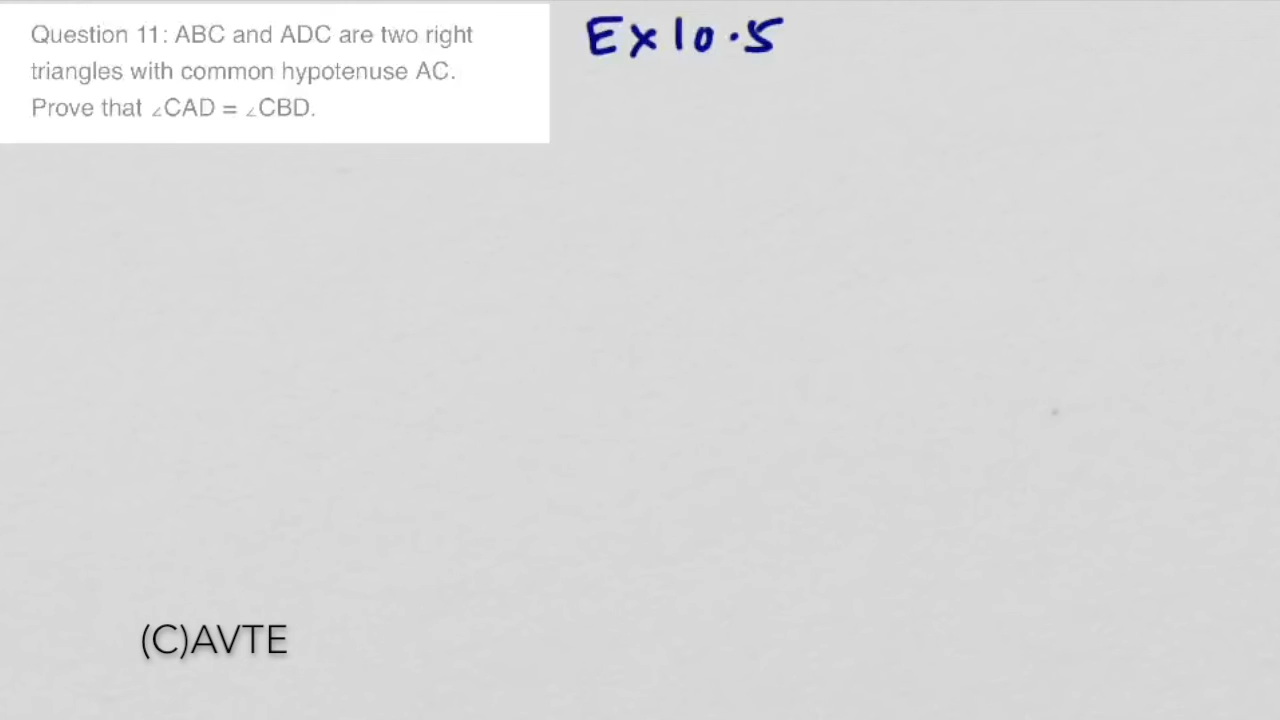 Question 11: ABC and ADC are two right
triangles with common hypotenuse AC.
Prove that ∠CAD = ∠CBD.
Ex 10.5
(C)AVTE